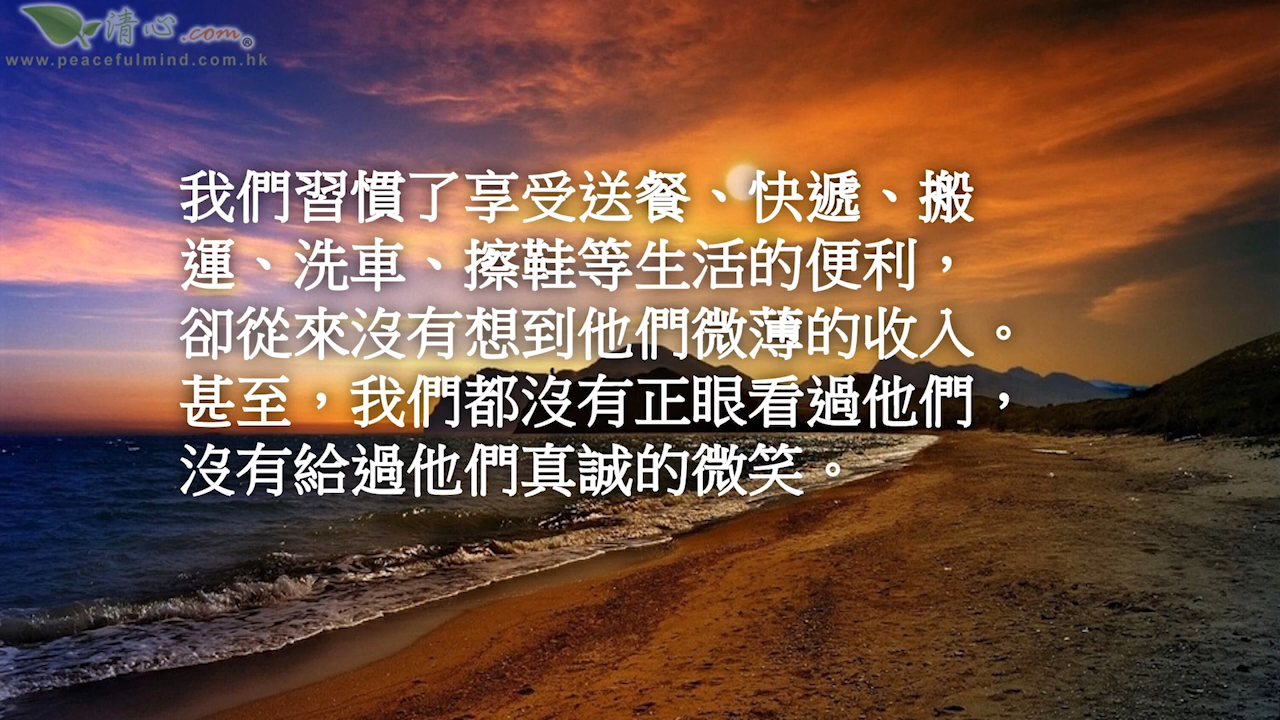 清心.com®
www.peacefulmind.com.hk
我們習慣了享受送餐、快遞、搬
運、洗車、擦鞋等生活的便利，
卻從來沒有想到他們微薄的收入。
甚至，我們都沒有正眼看過他們，
沒有給過他們真誠的微笑。